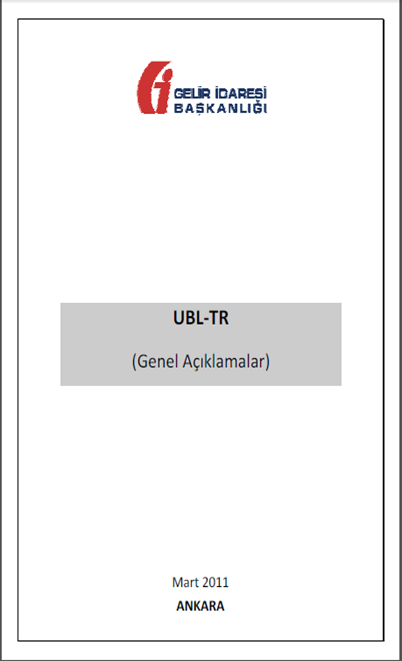 GELİR İDARESİ
BAŞKANLIĞI
UBL-TR
(Genel Açıklamalar)
Mart 2011
ANKARA